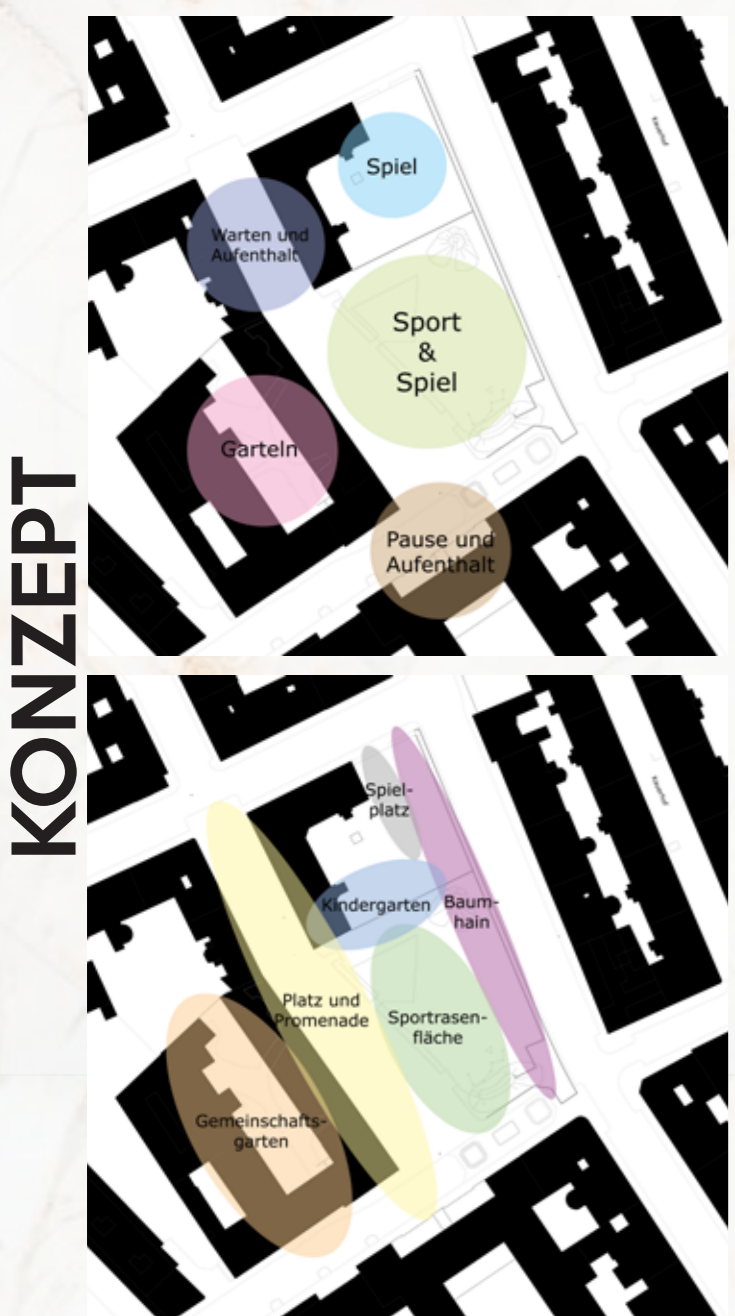 KONZEPT
Spiel
Warten und
Aufenthalt
Sport
&
Spiel
Garteln
Pause und
Aufenthalt
Spiel-
platz
Kindergarten
Baum-
hain
Platz und
Promenade
Sportrasen-
fläche
Gemeinschafts-
garten